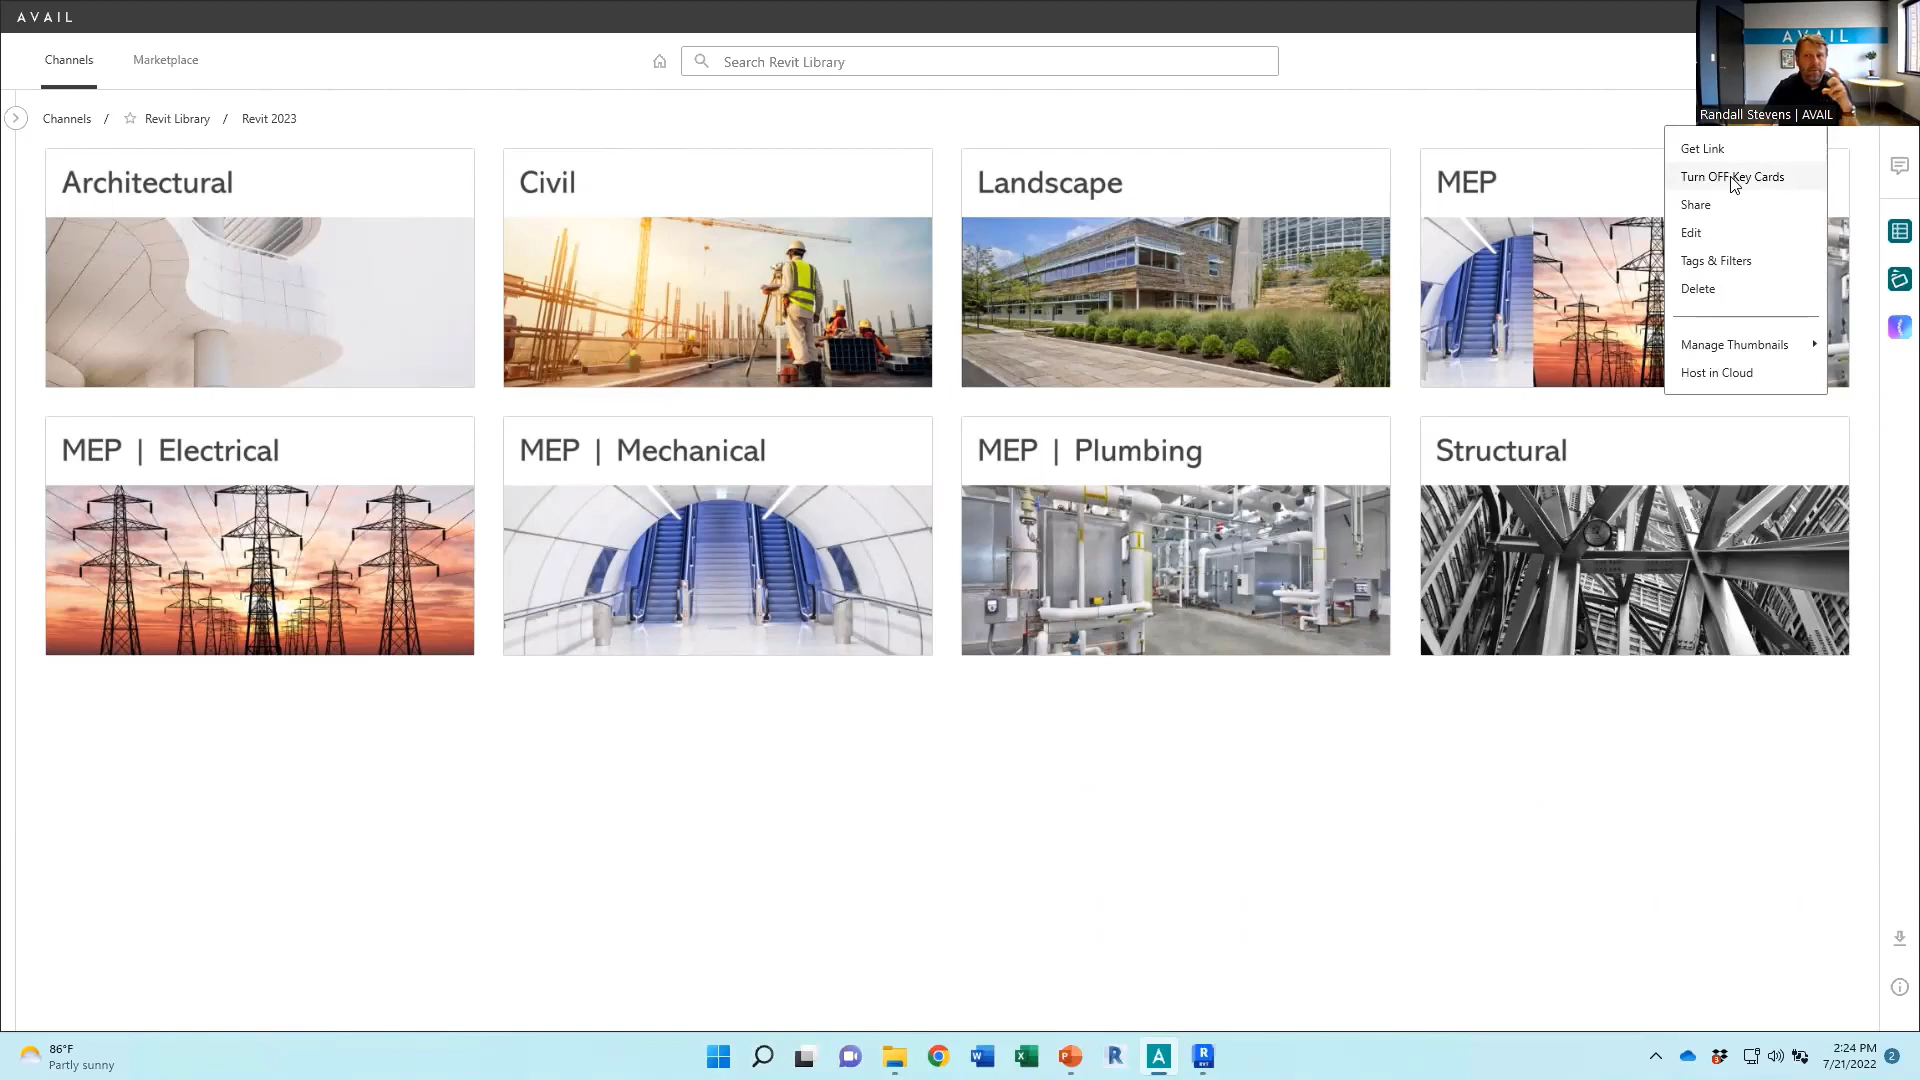 AVAIL
Channels
Marketplace
Search Revit Library
AVAIL
Randall Stevens | AVAIL
Channels / Revit Library / Revit 2023
Get Link
Turn OFF Key Cards
Share
Edit
Tags & Filters
Delete
Manage Thumbnails
Host in Cloud
Architectural
Civil
Landscape
MEP
MEP | Electrical
MEP | Mechanical
MEP | Plumbing
Structural
86°F
Partly sunny
2:24 PM
7/21/2022
2